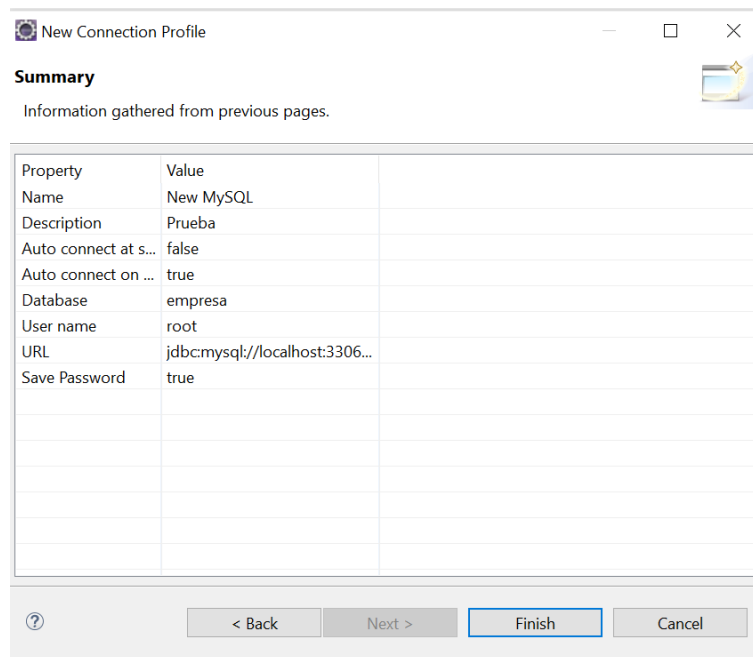 New Connection Profile
Summary
Information gathered from previous pages.
Property Value
Name New MySQL
Description Prueba
Auto connect at s... false
Auto connect on ... true
Database empresa
User name root
URL jdbc:mysql://localhost:3306...
Save Password true
? < Back Next > Finish Cancel